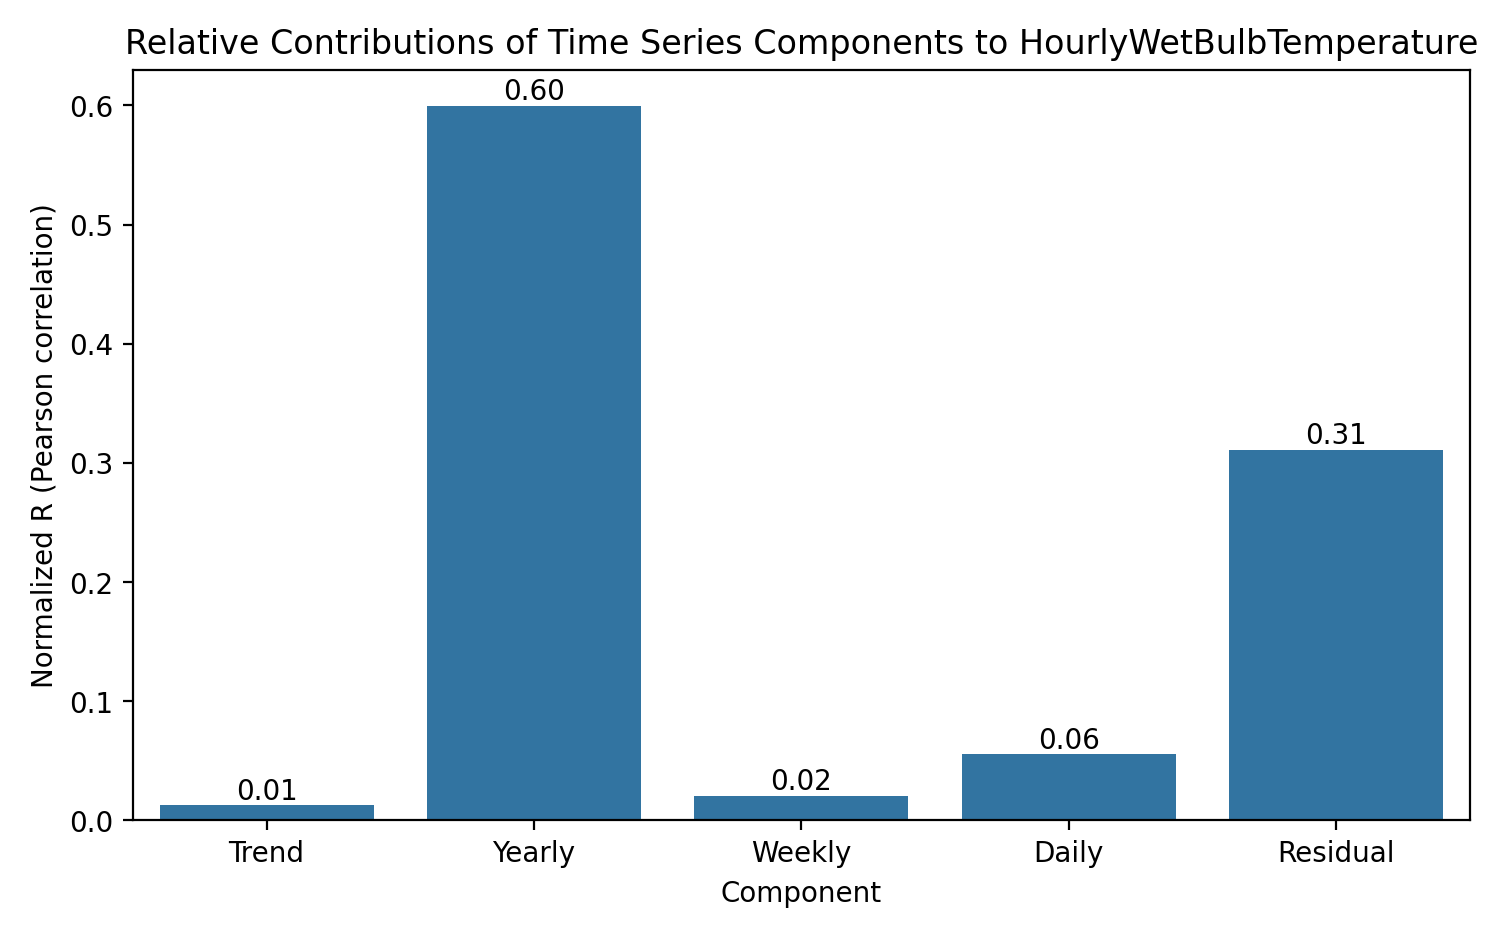 Relative Contributions of Time Series Components to HourlyWetBulbTemperature
Normalized R (Pearson correlation)
0.6
0.5
0.4
0.3
0.2
0.1
0.0
0.01
0.60
0.02
0.06
0.31
Trend
Yearly
Weekly
Daily
Residual
Component